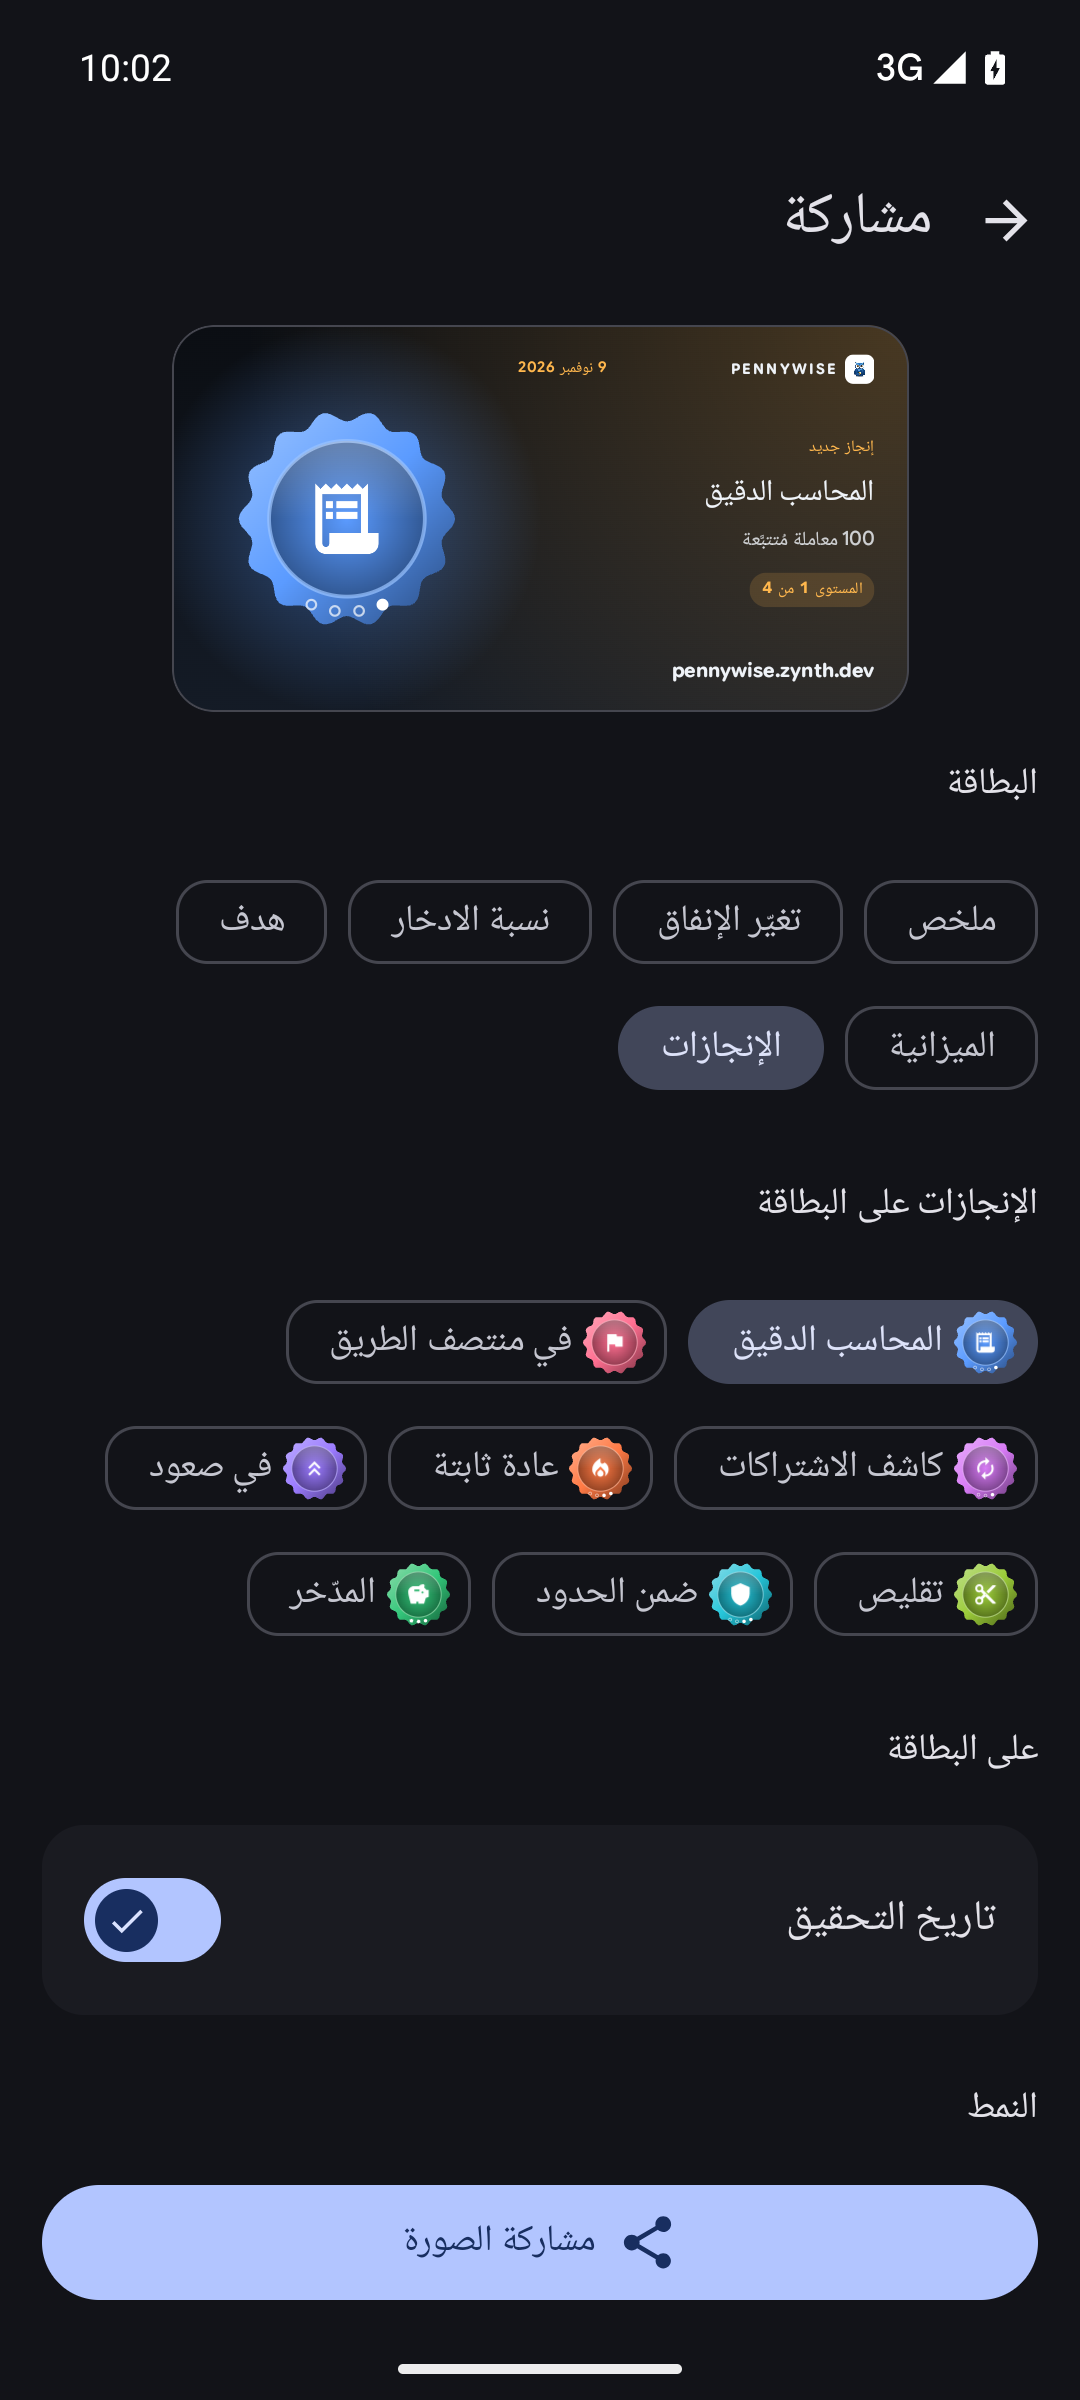 10:02 3G
مشاركة
PENNYWISE 9 نوفمبر 2026
إنجاز جديد
المحاسب الدقيق
100 معاملة مُتتبَّعة
المستوى 1 من 4
pennywise.zynth.dev
البطاقة
ملخص تغيّر الإنفاق نسبة الادخار هدف
الميزانية الإنجازات
الإنجازات على البطاقة
المحاسب الدقيق في منتصف الطريق
كاشف الاشتراكات عادة ثابتة في صعود
تقليص ضمن الحدود المدّخر
على البطاقة
تاريخ التحقيق
النمط
مشاركة الصورة